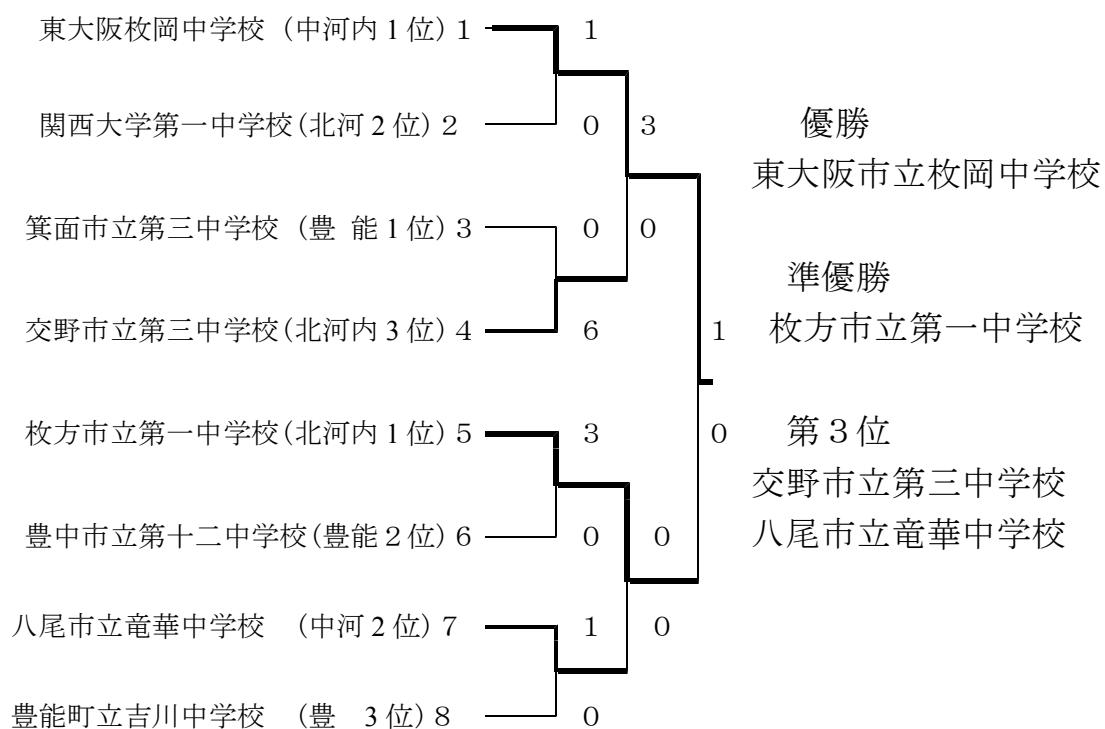 東大阪枚岡中学校 (中河内1位) 1
1
関西大学第一中学校(北河2位) 2
0
3
優勝
東大阪市立枚岡中学校
箕面市立第三中学校 (豊 能1位) 3
0
0
準優勝
交野市立第三中学校(北河内3位) 4
6
1
枚方市立第一中学校
枚方市立第一中学校(北河内1位) 5
3
0
第3位
交野市立第三中学校
豊中市立第十二中学校(豊能2位) 6
0
0
八尾市立竜華中学校
八尾市立竜華中学校 (中河2位) 7
1
0
豊能町立吉川中学校 (豊 3位) 8
0